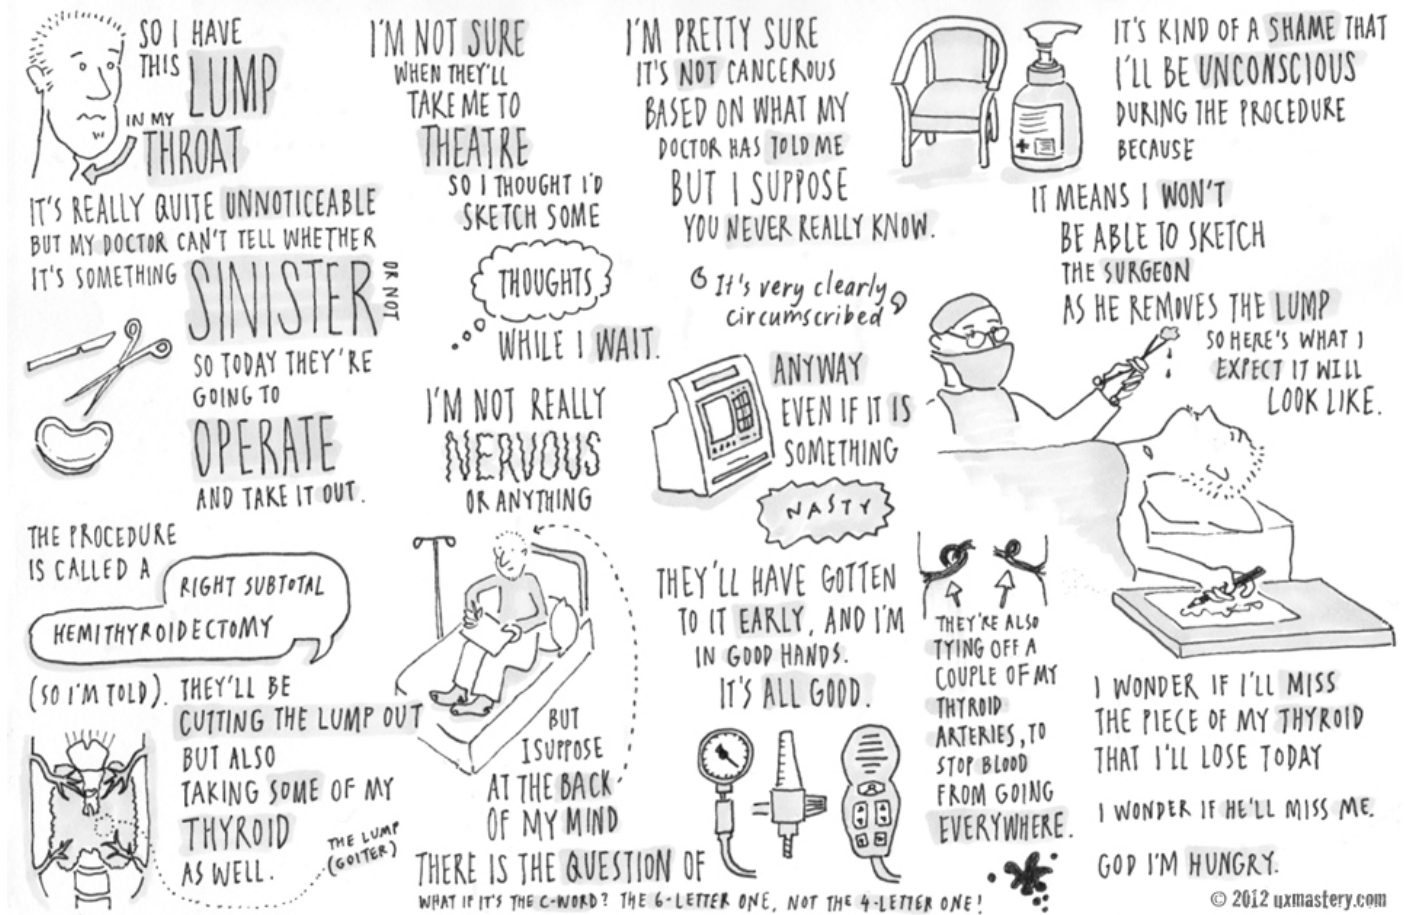 SO I HAVE
THIS LUMP
IN MY
THROAT
IT'S REALLY QUITE UNNOTICEABLE
BUT MY DOCTOR CAN'T TELL WHETHER
IT'S SOMETHING SINISTER OR NOT
SO TODAY THEY'RE
GOING TO
OPERATE
AND TAKE IT OUT.
THE PROCEDURE
IS CALLED A
RIGHT SUBTOTAL
HEMITHYROIDECTOMY
(SO I'M TOLD). THEY'LL BE
CUTTING THE LUMP OUT
BUT ALSO
TAKING SOME OF MY
THYROID
AS WELL.
THE LUMP
(GOITER)
I'M NOT SURE
WHEN THEY'LL
TAKE ME TO
THEATRE
SO I THOUGHT I'D
SKETCH SOME
THOUGHTS
WHILE I WAIT.
I'M NOT REALLY
NERVOUS
OR ANYTHING
BUT
I SUPPOSE
AT THE BACK
OF MY MIND
THERE IS THE QUESTION OF
WHAT IF IT'S THE C-WORD? THE 6-LETTER ONE, NOT THE 4-LETTER ONE!
I'M PRETTY SURE
IT'S NOT CANCEROUS
BASED ON WHAT MY
DOCTOR HAS TOLD ME
BUT I SUPPOSE
YOU NEVER REALLY KNOW.
It's very clearly
circumscribed
ANYWAY
EVEN IF IT IS
SOMETHING
NASTY
THEY'LL HAVE GOTTEN
TO IT EARLY, AND I'M
IN GOOD HANDS.
IT'S ALL GOOD.
IT'S KIND OF A SHAME THAT
I'LL BE UNCONSCIOUS
DURING THE PROCEDURE
BECAUSE
IT MEANS I WON'T
BE ABLE TO SKETCH
THE SURGEON
AS HE REMOVES THE LUMP
SO HERE'S WHAT I
EXPECT IT WILL
LOOK LIKE.
THEY'RE ALSO
TYING OFF A
COUPLE OF MY
THYROID
ARTERIES, TO
STOP BLOOD
FROM GOING
EVERYWHERE.
I WONDER IF I'LL MISS
THE PIECE OF MY THYROID
THAT I'LL LOSE TODAY
I WONDER IF HE'LL MISS ME.
GOD I'M HUNGRY.
© 2012 uxmastery.com